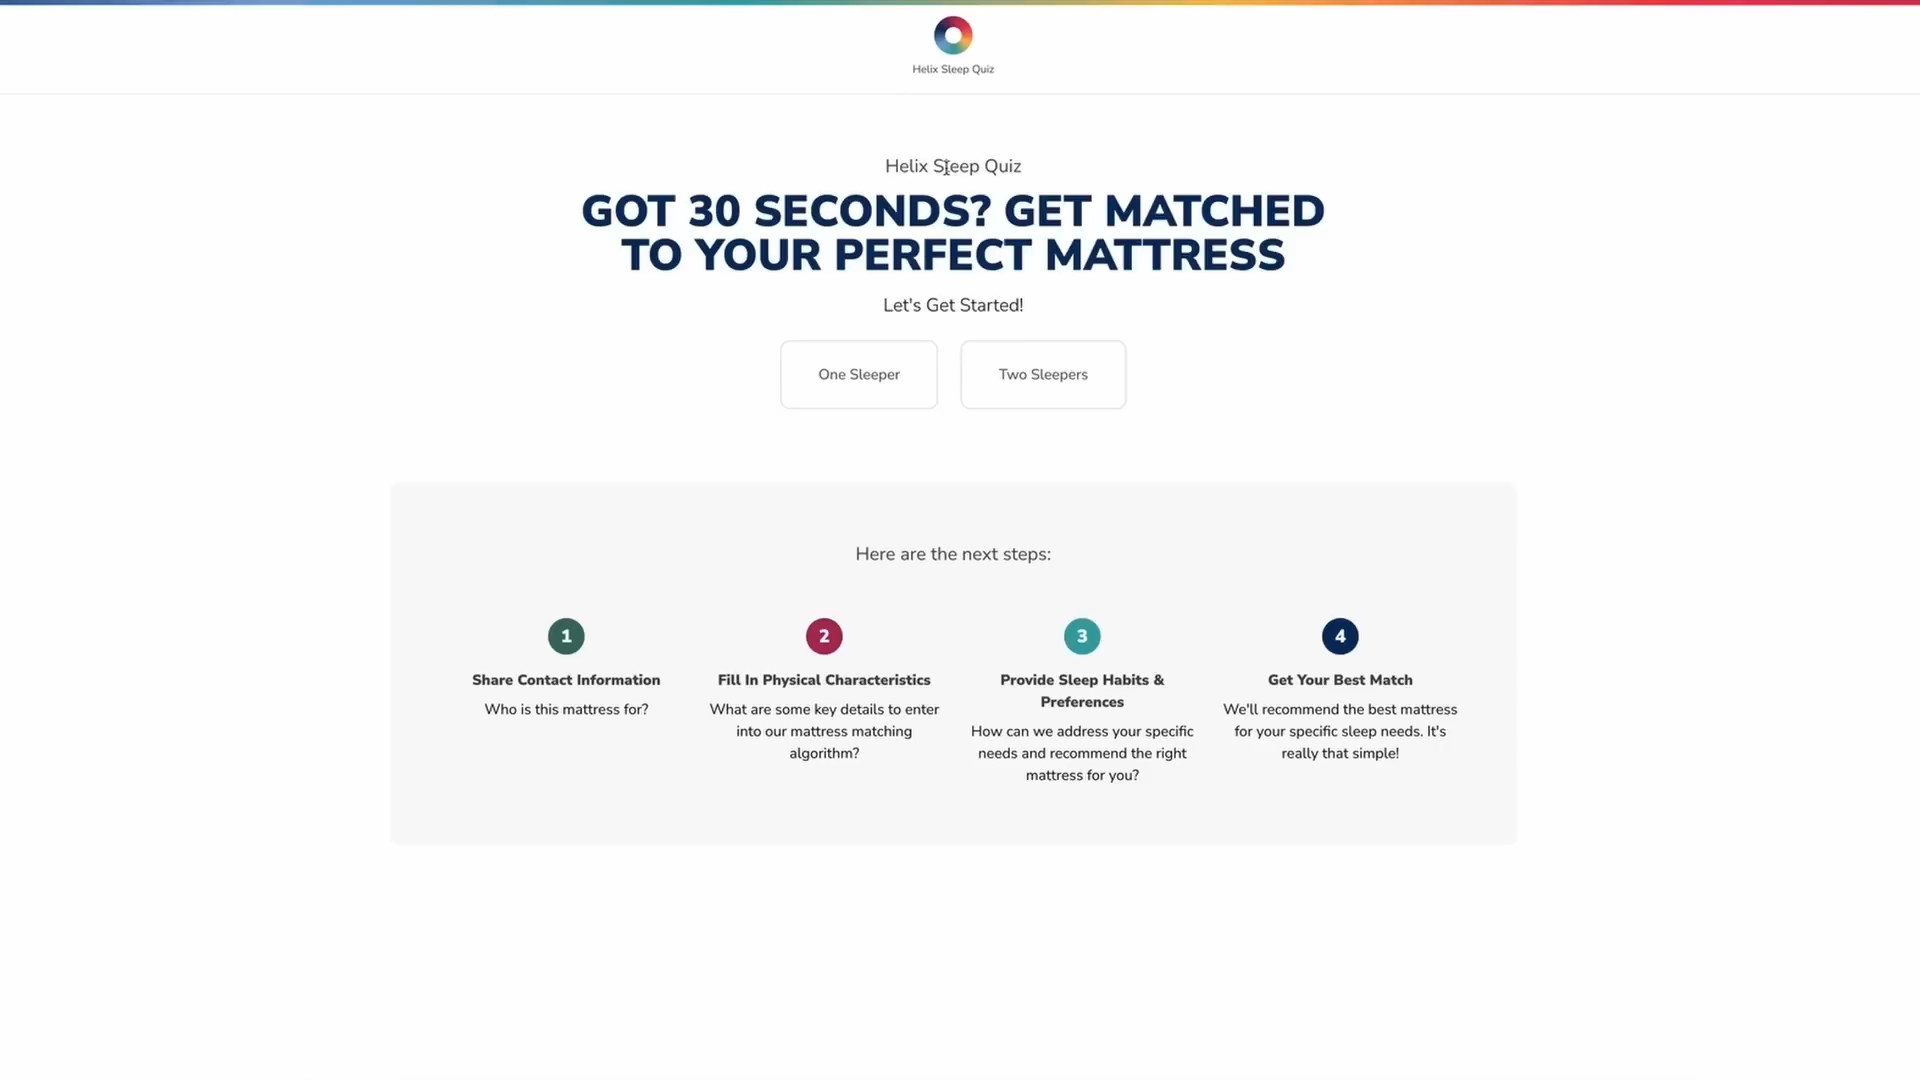 Helix Sleep Quiz
Helix Sleep Quiz
GOT 30 SECONDS? GET MATCHED
TO YOUR PERFECT MATTRESS
Let's Get Started!
One Sleeper
Two Sleepers
Here are the next steps:
1
Share Contact Information
Who is this mattress for?
2
Fill In Physical Characteristics
What are some key details to enter
into our mattress matching
algorithm?
3
Provide Sleep Habits &
Preferences
How can we address your specific
needs and recommend the right
mattress for you?
4
Get Your Best Match
We'll recommend the best mattress
for your specific sleep needs. It's
really that simple!